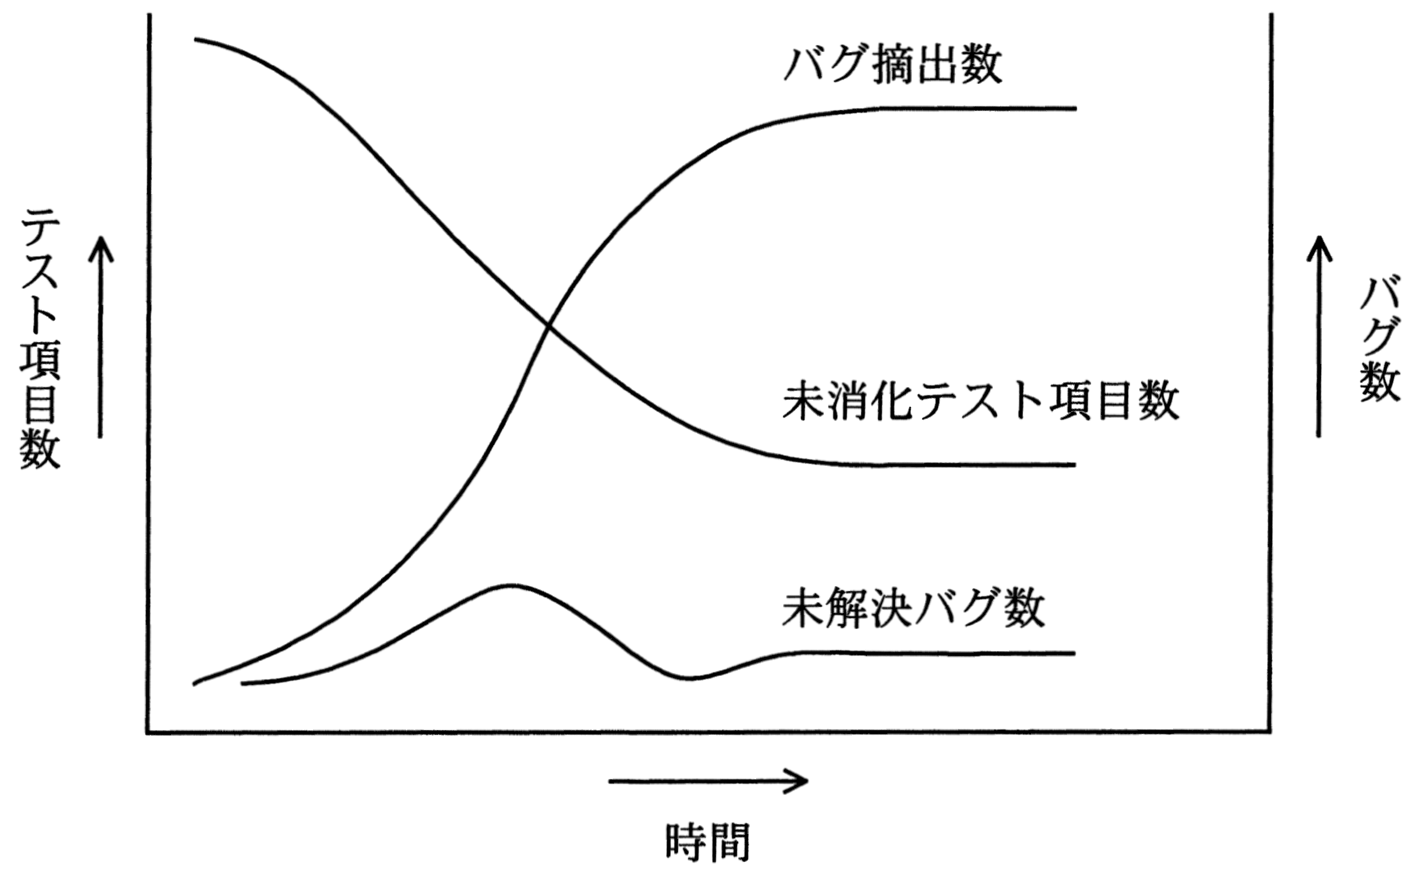 バグ摘出数
テスト項目数
バグ数
未消化テスト項目数
未解決バグ数
時間